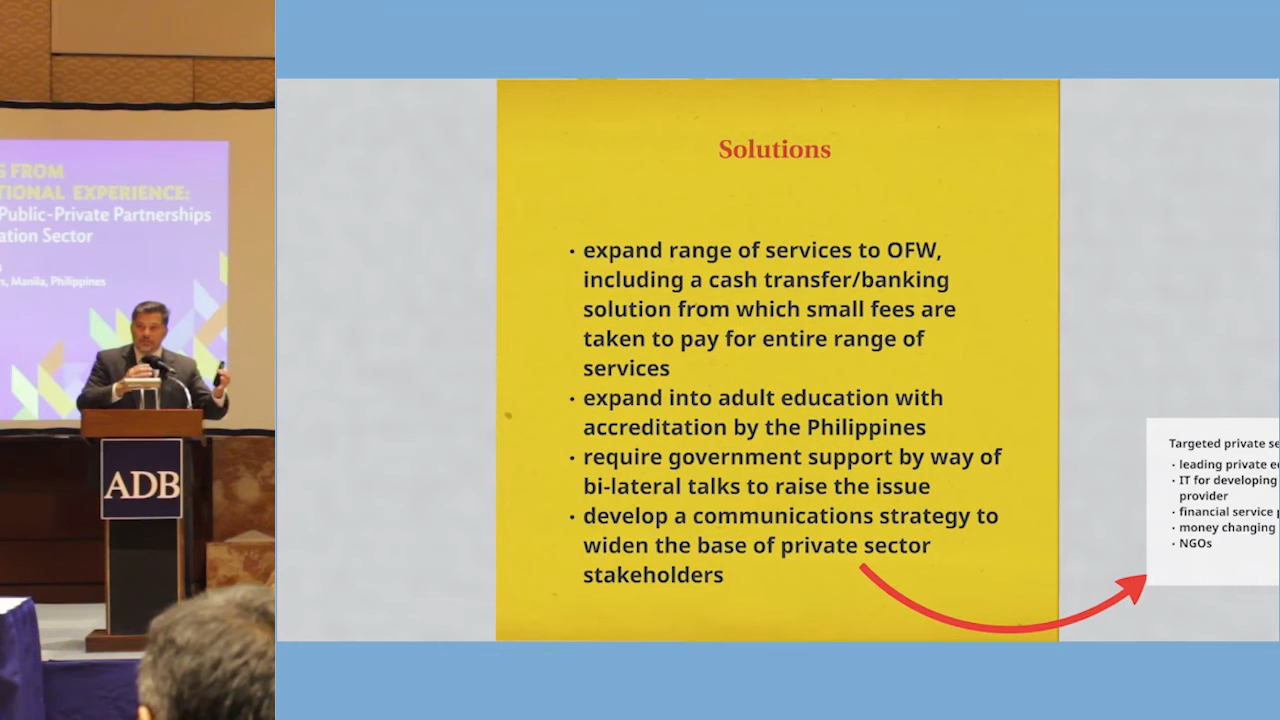 S FROM
TIONAL EXPERIENCE:
Public-Private Partnerships
ation Sector
s, Manila, Philippines
ADB
Solutions
· expand range of services to OFW,
including a cash transfer/banking
solution from which small fees are
taken to pay for entire range of
services
· expand into adult education with
accreditation by the Philippines
· require government support by way of
bi-lateral talks to raise the issue
· develop a communications strategy to
widen the base of private sector
stakeholders
Targeted private se
· leading private e
· IT for developing
provider
· financial service p
· money changing
· NGOs